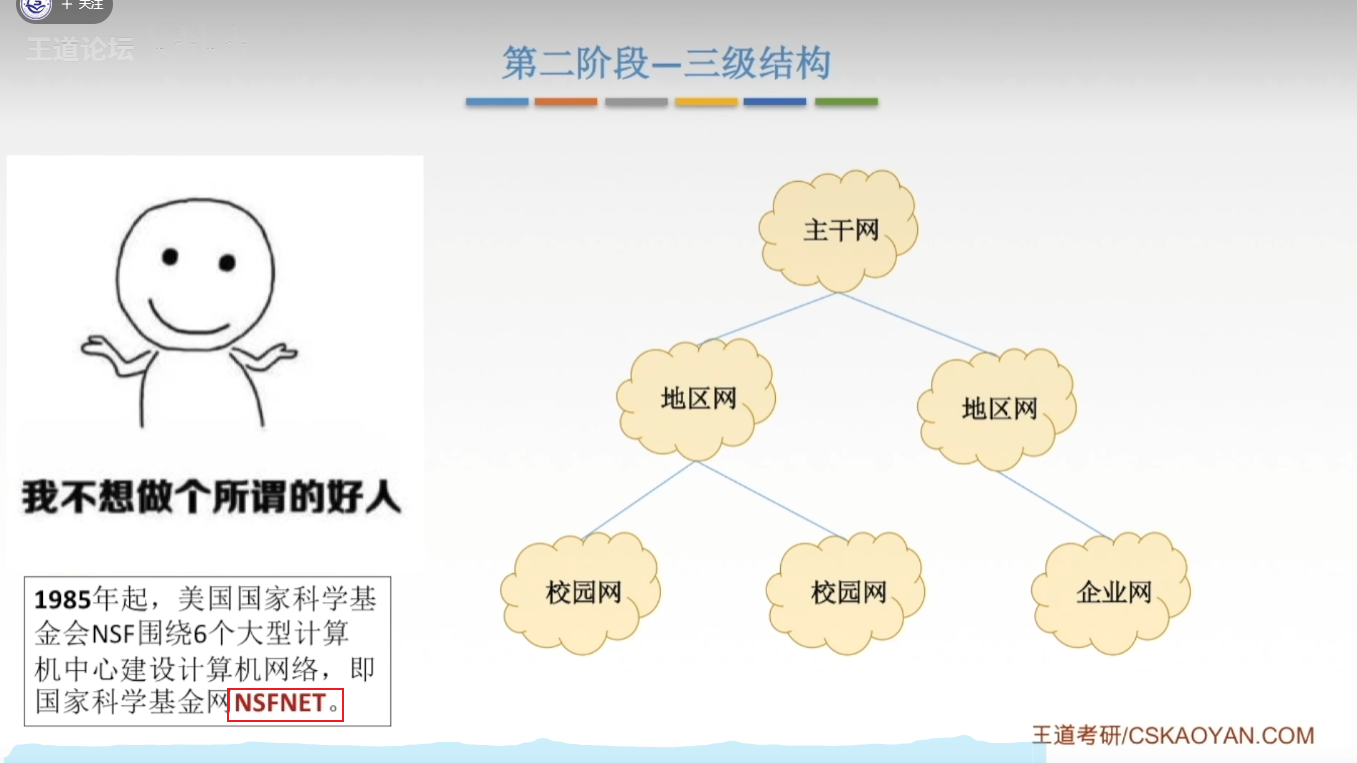 + 关注
王道论坛
第二阶段—三级结构
主干网
地区网
地区网
校园网
校园网
企业网
我不想做个所谓的好人
1985年起，美国国家科学基
金会NSF围绕6个大型计算
机中心建设计算机网络，即
国家科学基金网NSFNET。
王道考研/CSKAOYAN.COM